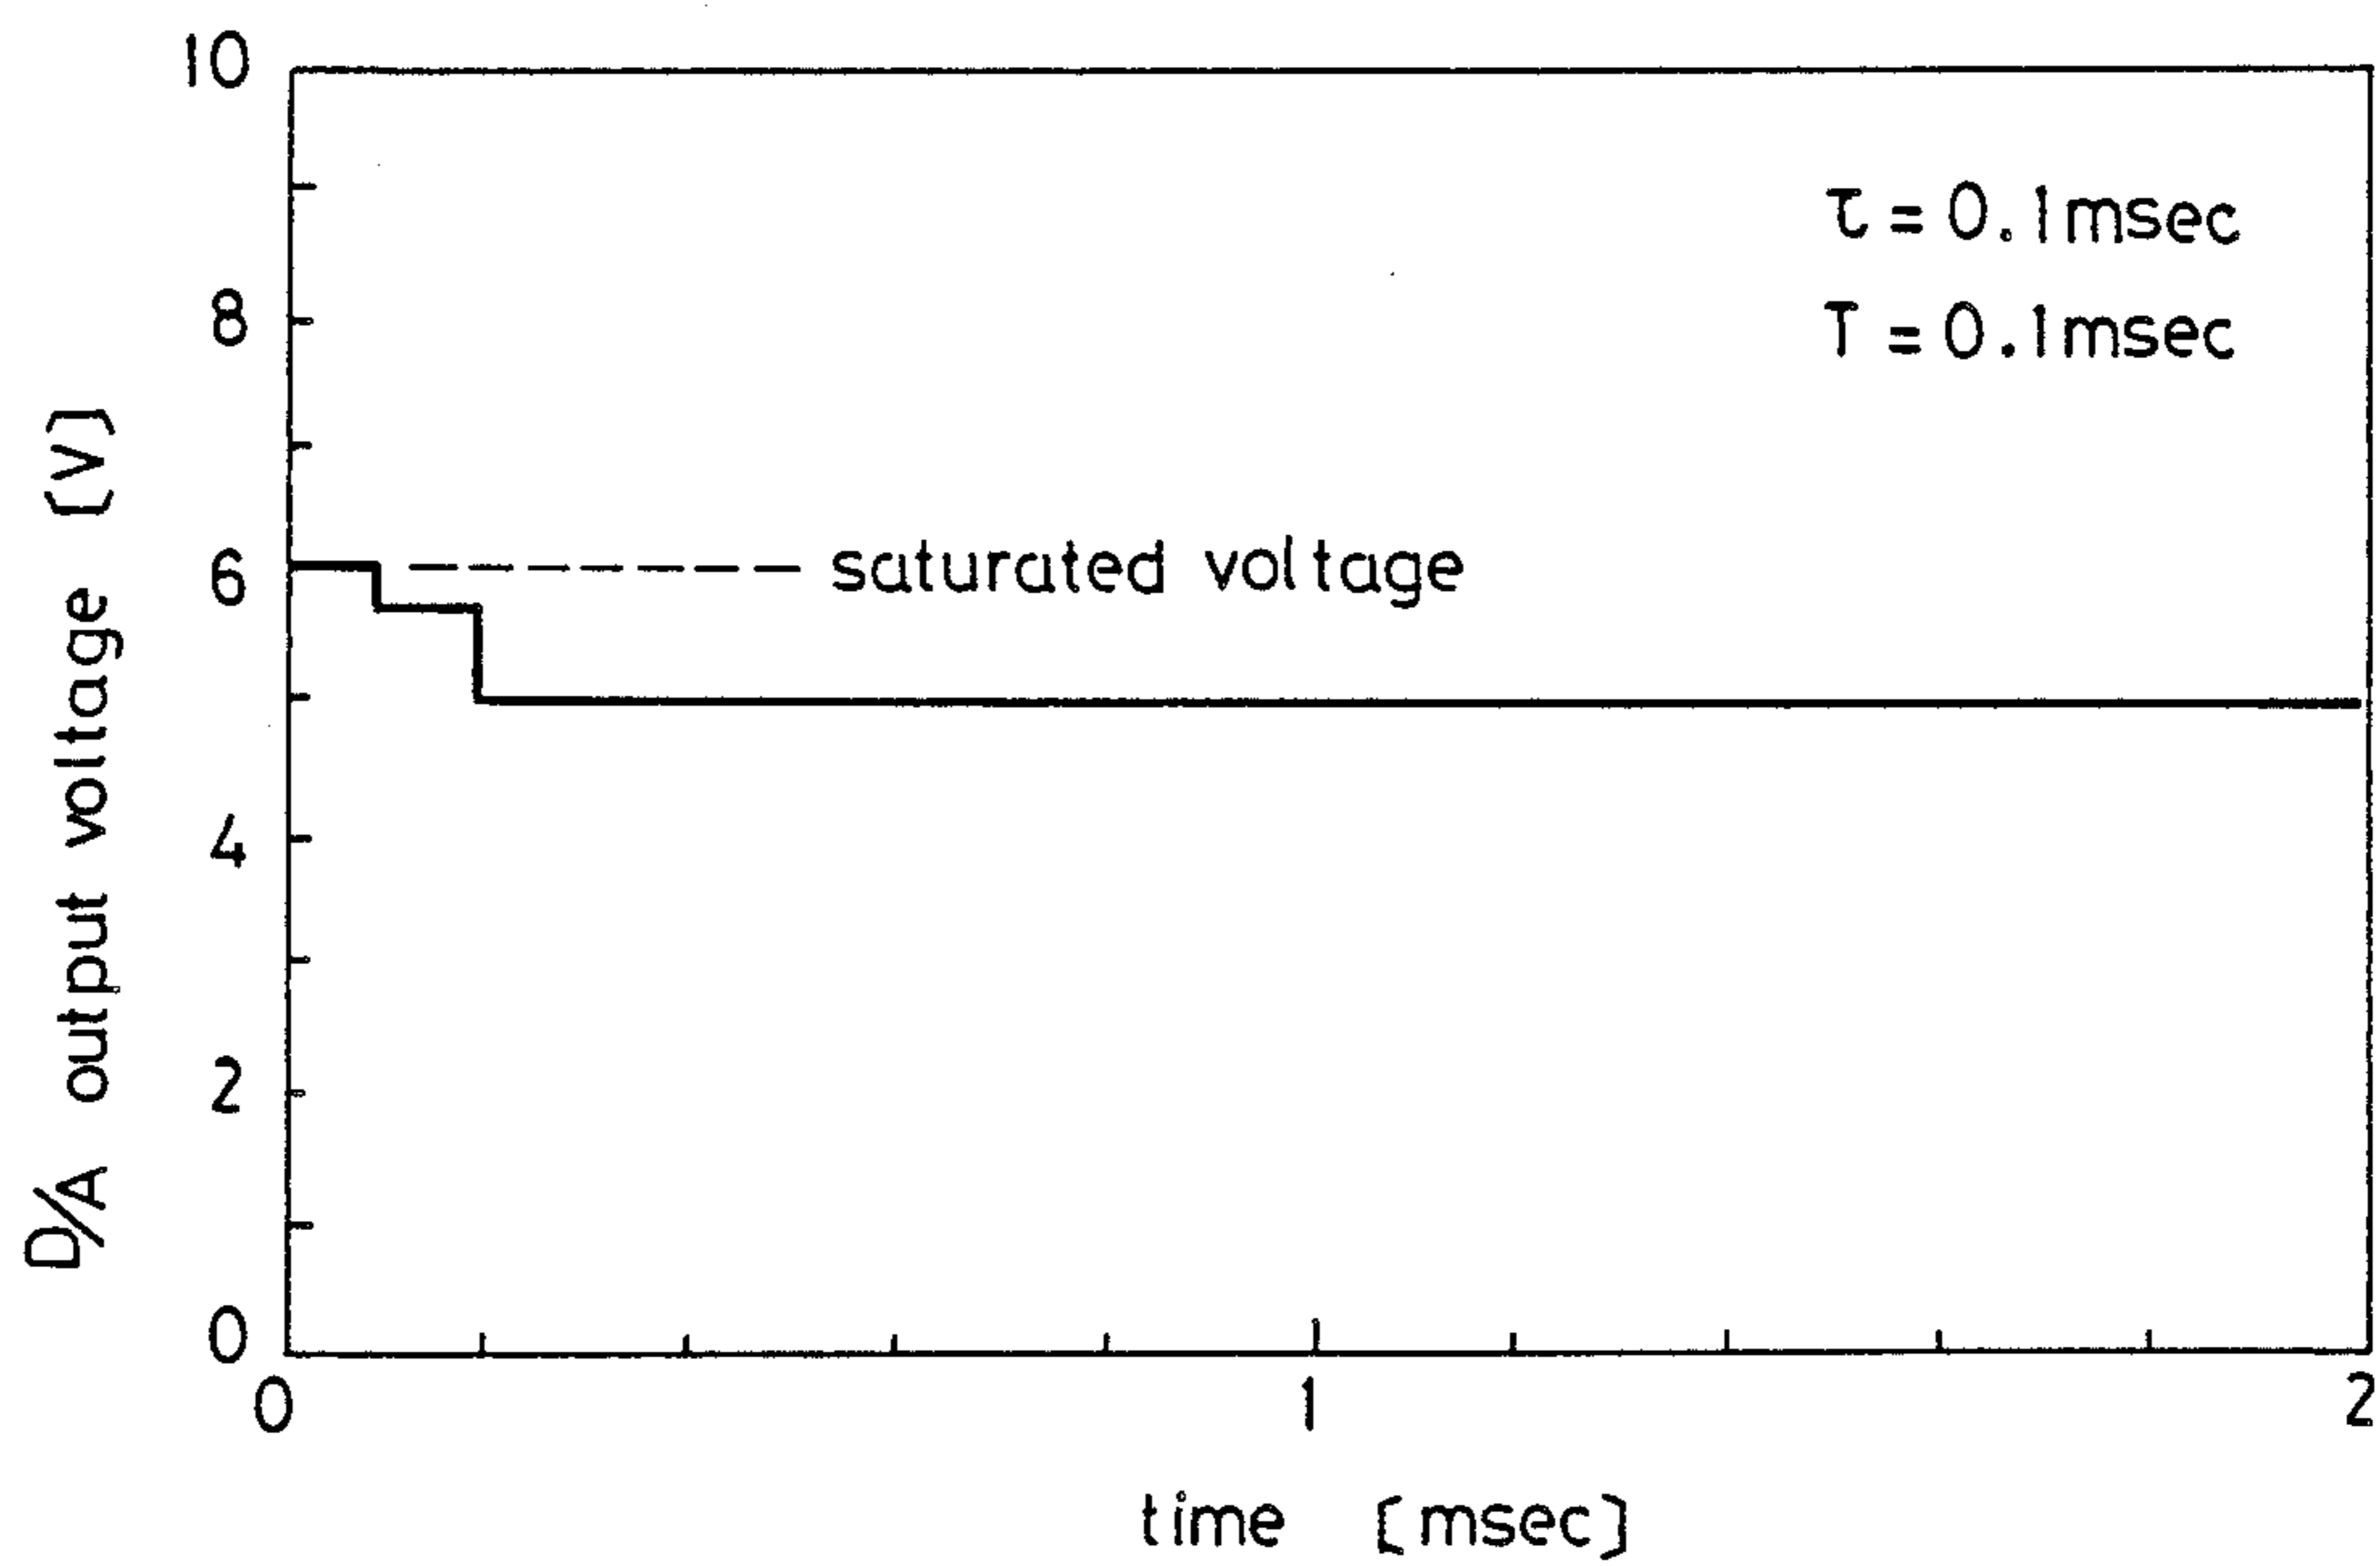 10
8
6
4
2
0
D/A output voltage [V]
τ = 0.1msec
T = 0.1msec
saturated voltage
0
1
2
time [msec]